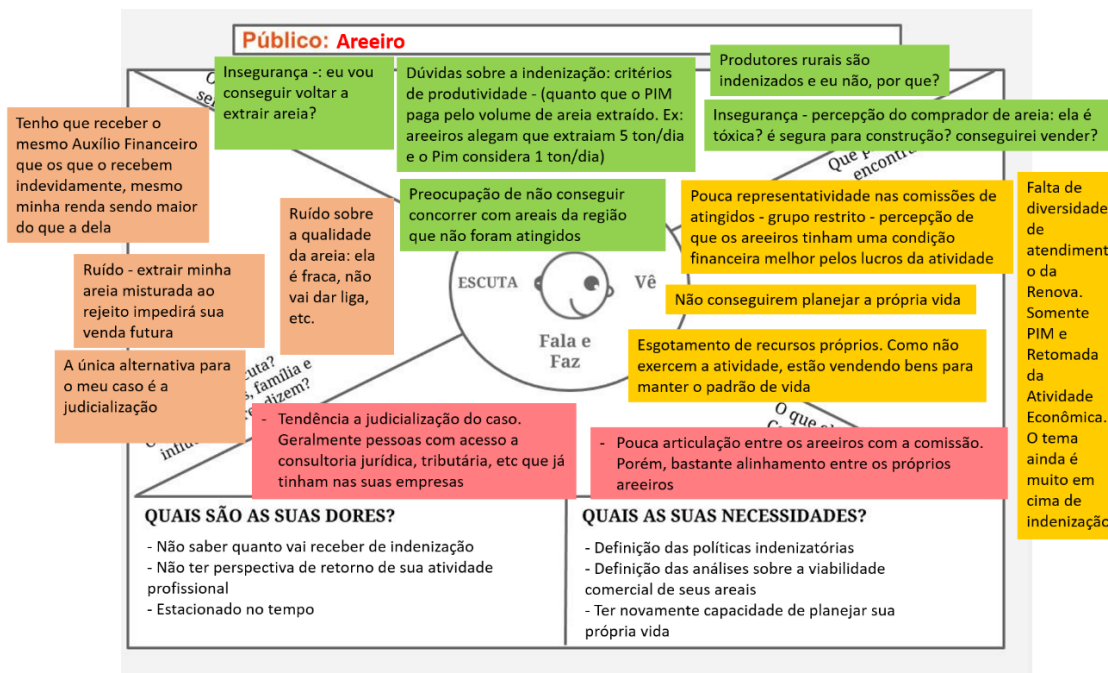 Público: Areeiro
Insegurança -: eu vou
conseguir voltar a
extrair areia?
Dúvidas sobre a indenização: critérios
de produtividade - (quanto que o PIM
paga pelo volume de areia extraído. Ex:
areeiros alegam que extraiam 5 ton/dia
e o Pim considera 1 ton/dia)
Produtores rurais são
indenizados e eu não, por que?
Insegurança - percepção do comprador de areia: ela é
tóxica? é segura para construção? conseguirei vender?
Preocupação de não conseguir
concorrer com areais da região
que não foram atingidos
Que
encontr
Tenho que receber o
mesmo Auxílio Financeiro
que os que o recebem
indevidamente, mesmo
minha renda sendo maior
do que a dela
Ruído sobre
a qualidade
da areia: ela
é fraca, não
vai dar liga,
etc.
Ruído - extrair minha
areia misturada ao
rejeito impedirá sua
venda futura
A única alternativa para
o meu caso é a
judicialização
cuta?
s, família e
dizem?
ESCUTA
Vê
Fala e
Faz
Pouca representatividade nas comissões de
atingidos - grupo restrito - percepção de
que os areeiros tinham uma condição
financeira melhor pelos lucros da atividade
Não conseguirem planejar a própria vida
Esgotamento de recursos próprios. Como não
exercem a atividade, estão vendendo bens para
manter o padrão de vida
Falta de
diversidade
de
atendiment
o da
Renova.
Somente
PIM e
Retomada
da
Atividade
Econômica.
O tema
ainda é
muito em
cima de
indenização
O que
- Tendência a judicialização do caso.
Geralmente pessoas com acesso a
consultoria jurídica, tributária, etc que já
tinham nas suas empresas
- Pouca articulação entre os areeiros com a comissão.
Porém, bastante alinhamento entre os próprios
areeiros
QUAIS SÃO AS SUAS DORES?
- Não saber quanto vai receber de indenização
- Não ter perspectiva de retorno de sua atividade
profissional
- Estacionado no tempo
QUAIS AS SUAS NECESSIDADES?
- Definição das políticas indenizatórias
- Definição das análises sobre a viabilidade
comercial de seus areais
- Ter novamente capacidade de planejar sua
própria vida